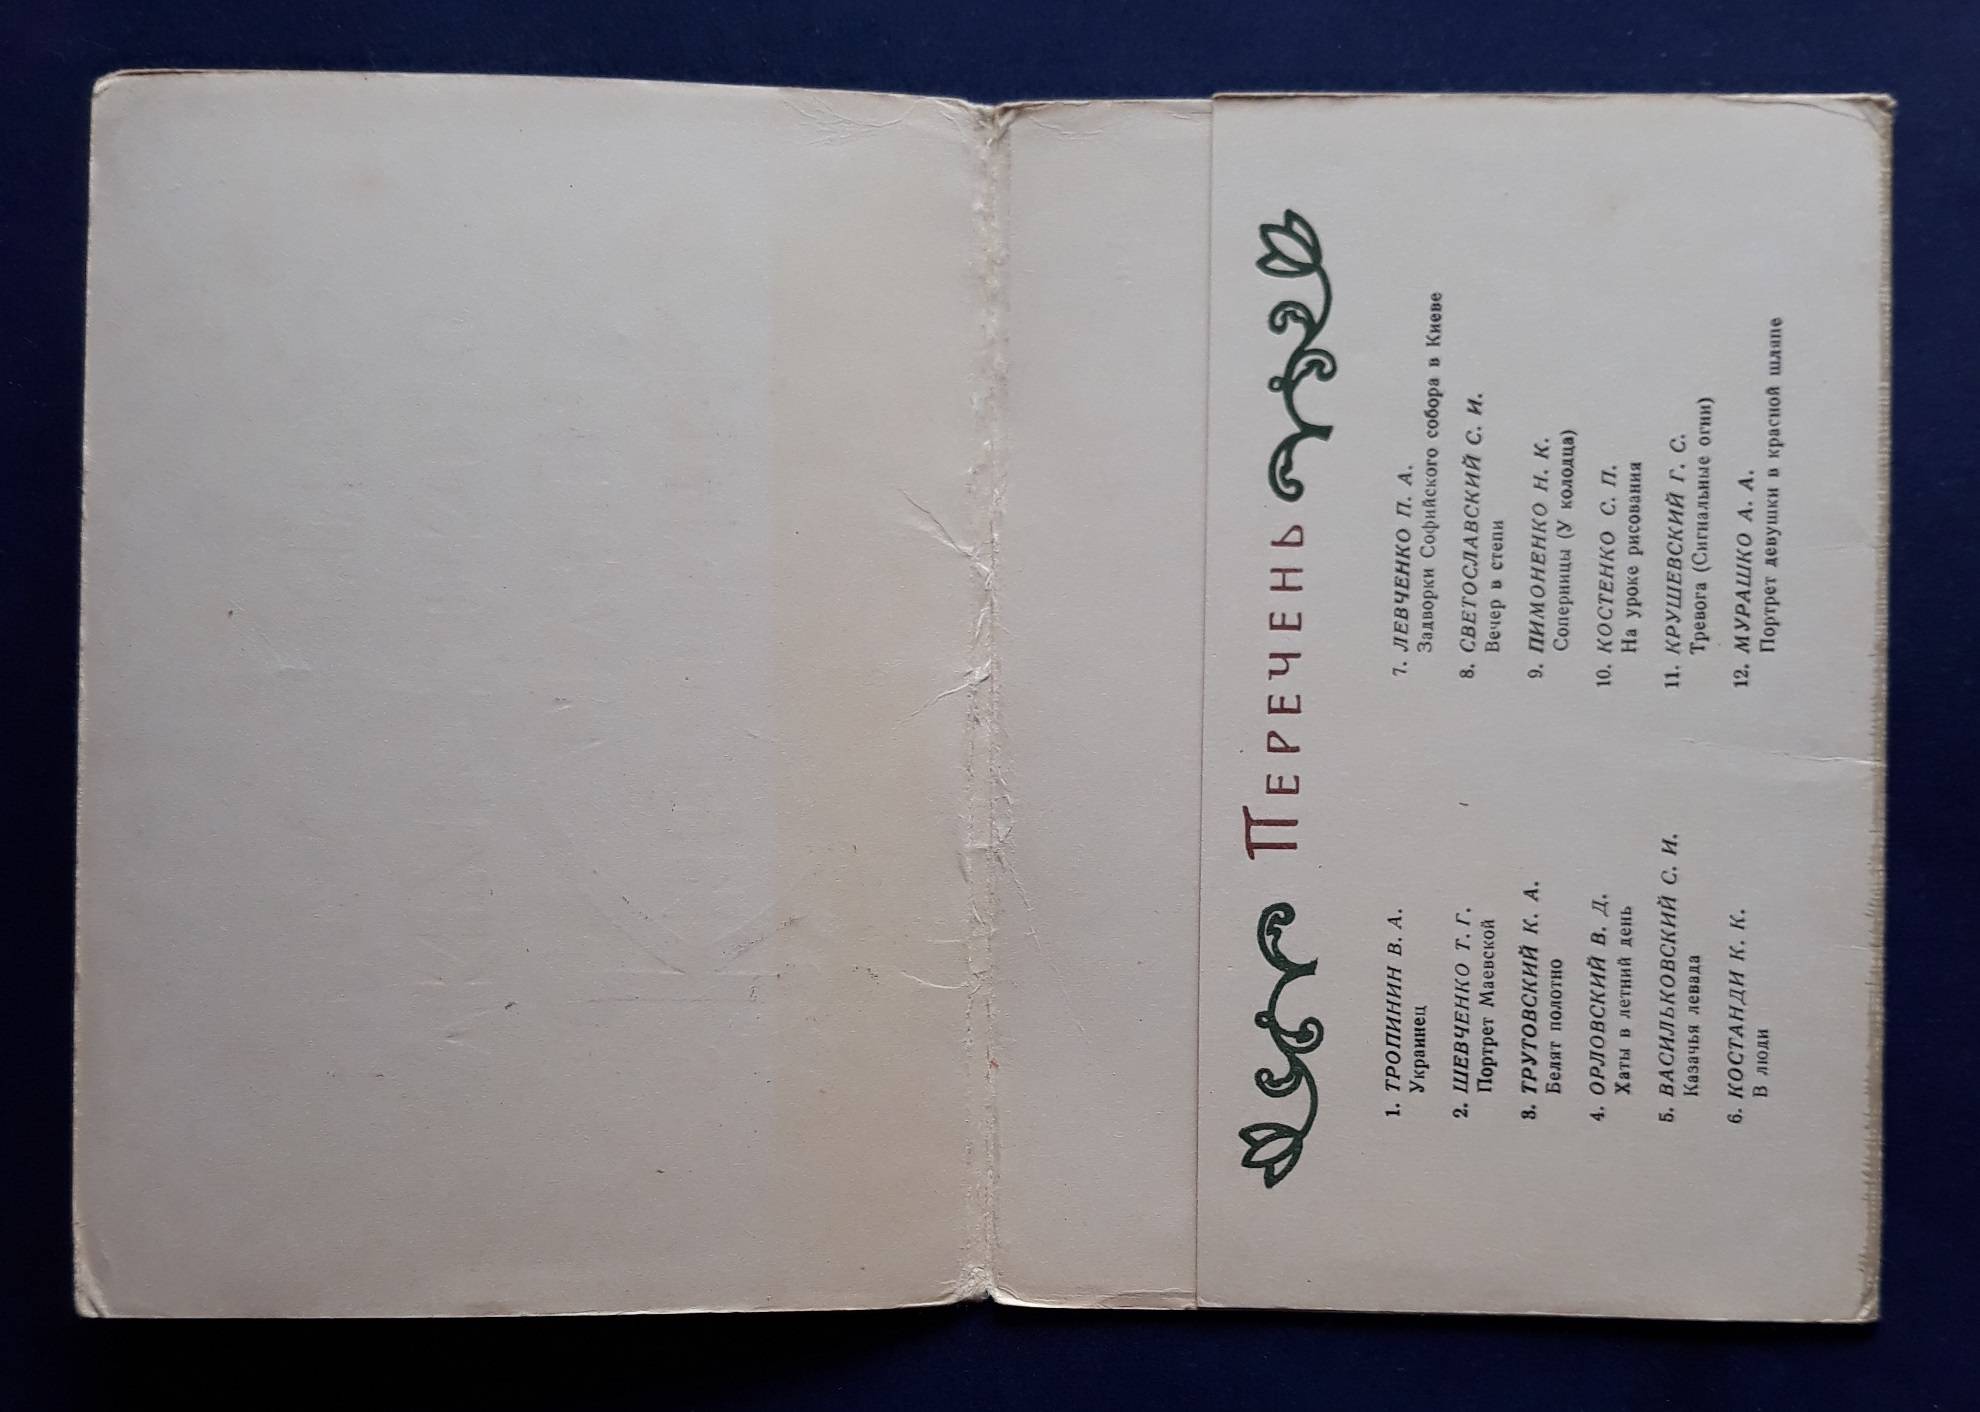 Перечень
1. ТРОПИНИН В. А.
Украинец
2. ШЕВЧЕНКО Т. Г.
Портрет Маевской
3. ТРУТОВСКИЙ К. А.
Белят полотно
4. ОРЛОВСКИЙ В. Д.
Хаты в летний день
5. ВАСИЛЬКОВСКИЙ С. И.
Казачья левада
6. КОСТАНДИ К. К.
В люди
7. ЛЕВЧЕНКО П. А.
Задворки Софийского собора в Киеве
8. СВЕТОСЛАВСКИЙ С. И.
Вечер в степи
9. ПИМОНЕНКО Н. К.
Соперницы (У колодца)
10. КОСТЕНКО С. П.
На уроке рисования
11. КРУШЕВСКИЙ Г. С.
Тревога (Сигнальные огни)
12. МУРАШКО А. А.
Портрет девушки в красной шляпе